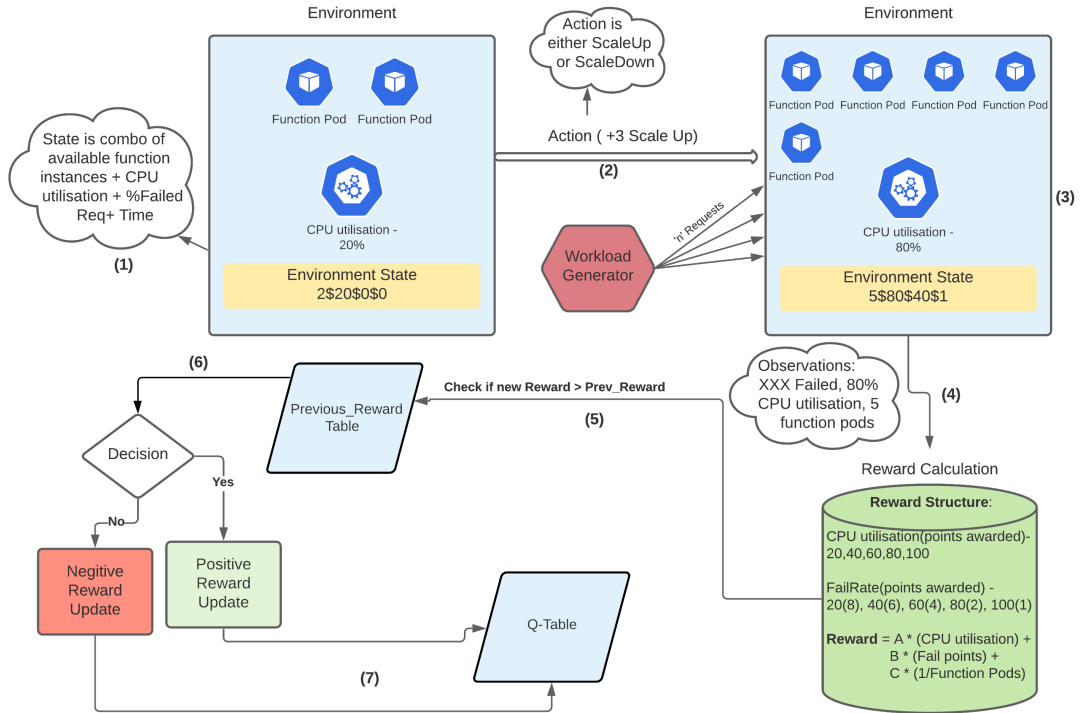 Environment
Function Pod
Function Pod
CPU utilisation -
20%
Environment State
2$20$0$0
State is combo of
available function
instances + CPU
utilisation + %Failed
Req+ Time
(1)
Action is
either ScaleUp
or ScaleDown
Action ( +3 Scale Up)
(2)
Workload
Generator
'n' Requests
Environment
Function Pod
Function Pod
Function Pod
Function Pod
Function Pod
CPU utilisation -
80%
Environment State
5$80$40$1
(3)
Observations:
XXX Failed, 80%
CPU utilisation, 5
function pods
(4)
Reward Calculation
Reward Structure:
CPU utilisation(points awarded)-
20,40,60,80,100
FailRate(points awarded) -
20(8), 40(6), 60(4), 80(2), 100(1)
Reward = A * (CPU utilisation) +
B * (Fail points) +
C * (1/Function Pods)
Check if new Reward > Prev_Reward
(5)
Previous_Reward
Table
(6)
Decision
Yes
No
Negitive
Reward
Update
Positive
Reward
Update
Q-Table
(7)